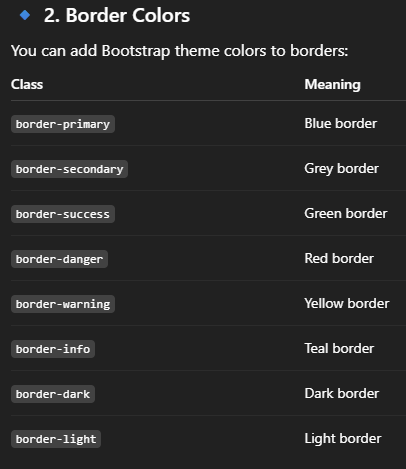 2. Border Colors
You can add Bootstrap theme colors to borders:
Class Meaning
border-primary Blue border
border-secondary Grey border
border-success Green border
border-danger Red border
border-warning Yellow border
border-info Teal border
border-dark Dark border
border-light Light border